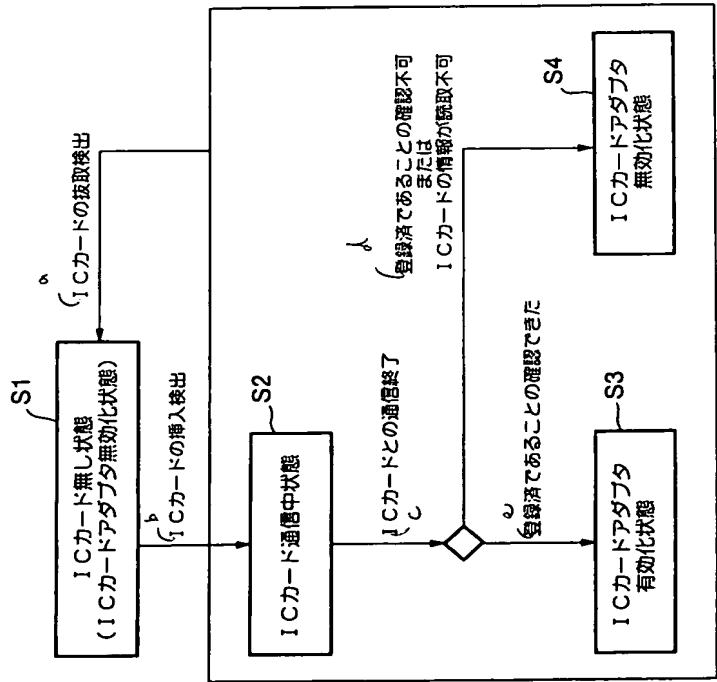 S1
ICカード無し状態
(ICカードアダプタ無効化状態)
a
ICカードの抜取検出
b
ICカードの挿入検出
S2
ICカード通信中状態
ICカードとの通信終了
c
d
登録済であることの確認不可
または
ICカードの情報が読取不可
e
登録済であることの確認できた
S3
ICカードアダプタ
有効化状態
S4
ICカードアダプタ
無効化状態